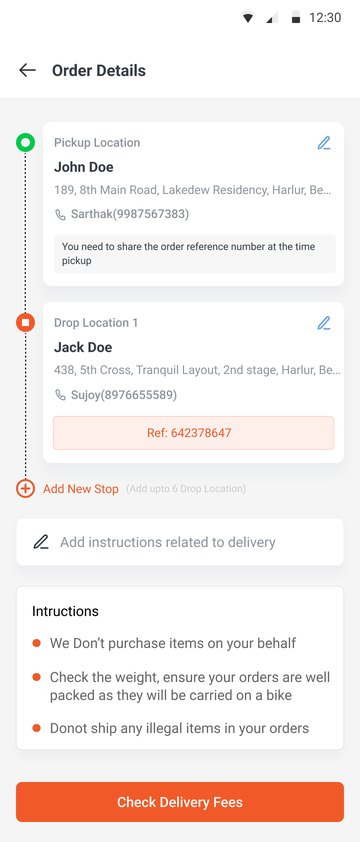 12:30
Order Details
Pickup Location
John Doe
189, 8th Main Road, Lakedew Residency, Harlur, Be...
Sarthak(9987567383)
You need to share the order reference number at the time
pickup
Drop Location 1
Jack Doe
438, 5th Cross, Tranquil Layout, 2nd stage, Harlur, Be...
Sujoy(8976655589)
Ref: 642378647
Add New Stop (Add upto 6 Drop Location)
Add instructions related to delivery
Intructions
We Don't purchase items on your behalf
Check the weight, ensure your orders are well
packed as they will be carried on a bike
Donot ship any illegal items in your orders
Check Delivery Fees